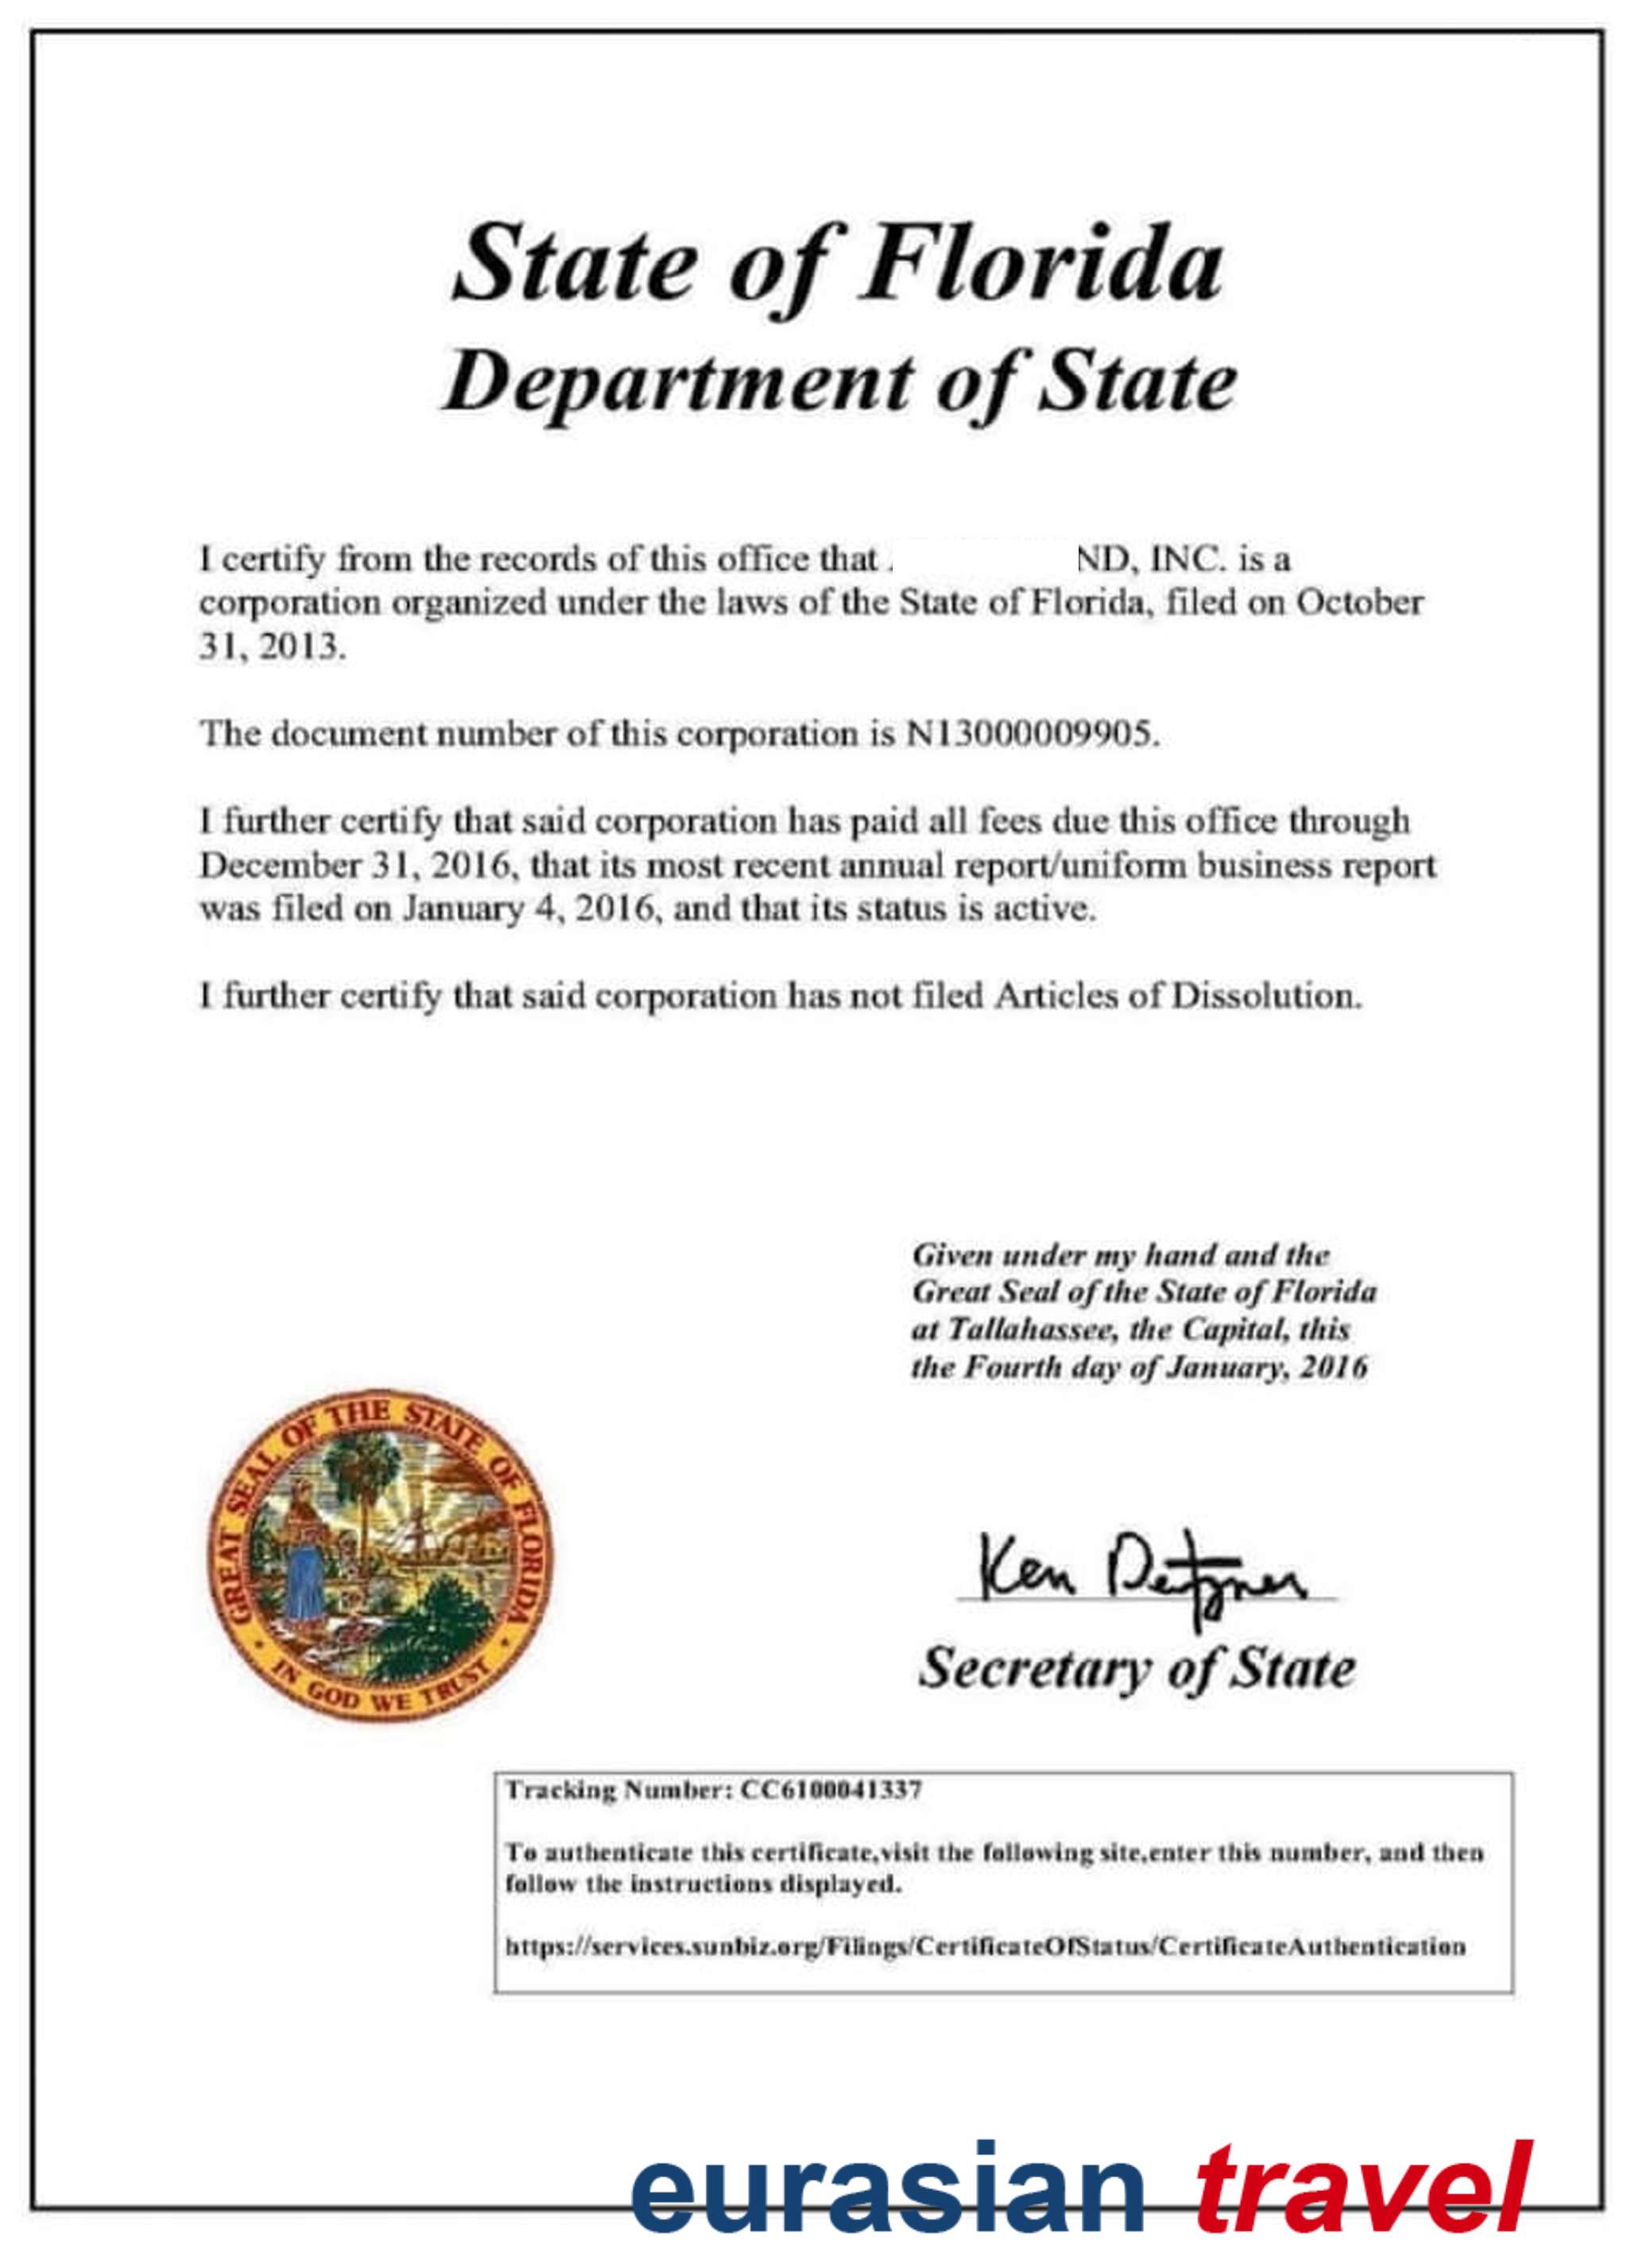 State of Florida
Department of State
I certify from the records of this office that ND, INC. is a
corporation organized under the laws of the State of Florida, filed on October
31, 2013.
The document number of this corporation is N13000009905.
I further certify that said corporation has paid all fees due this office through
December 31, 2016, that its most recent annual report/uniform business report
was filed on January 4, 2016, and that its status is active.
I further certify that said corporation has not filed Articles of Dissolution.
Given under my hand and the
Great Seal of the State of Florida
at Tallahassee, the Capital, this
the Fourth day of January, 2016
GREAT SEAL OF THE STATE OF FLORIDA
IN GOD WE TRUST
Ken Detzner
Secretary of State
Tracking Number: CC6100041337
To authenticate this certificate,visit the following site,enter this number, and then
follow the instructions displayed.
https://services.sunbiz.org/Filings/CertificateOfStatus/CertificateAuthentication
eurasian travel